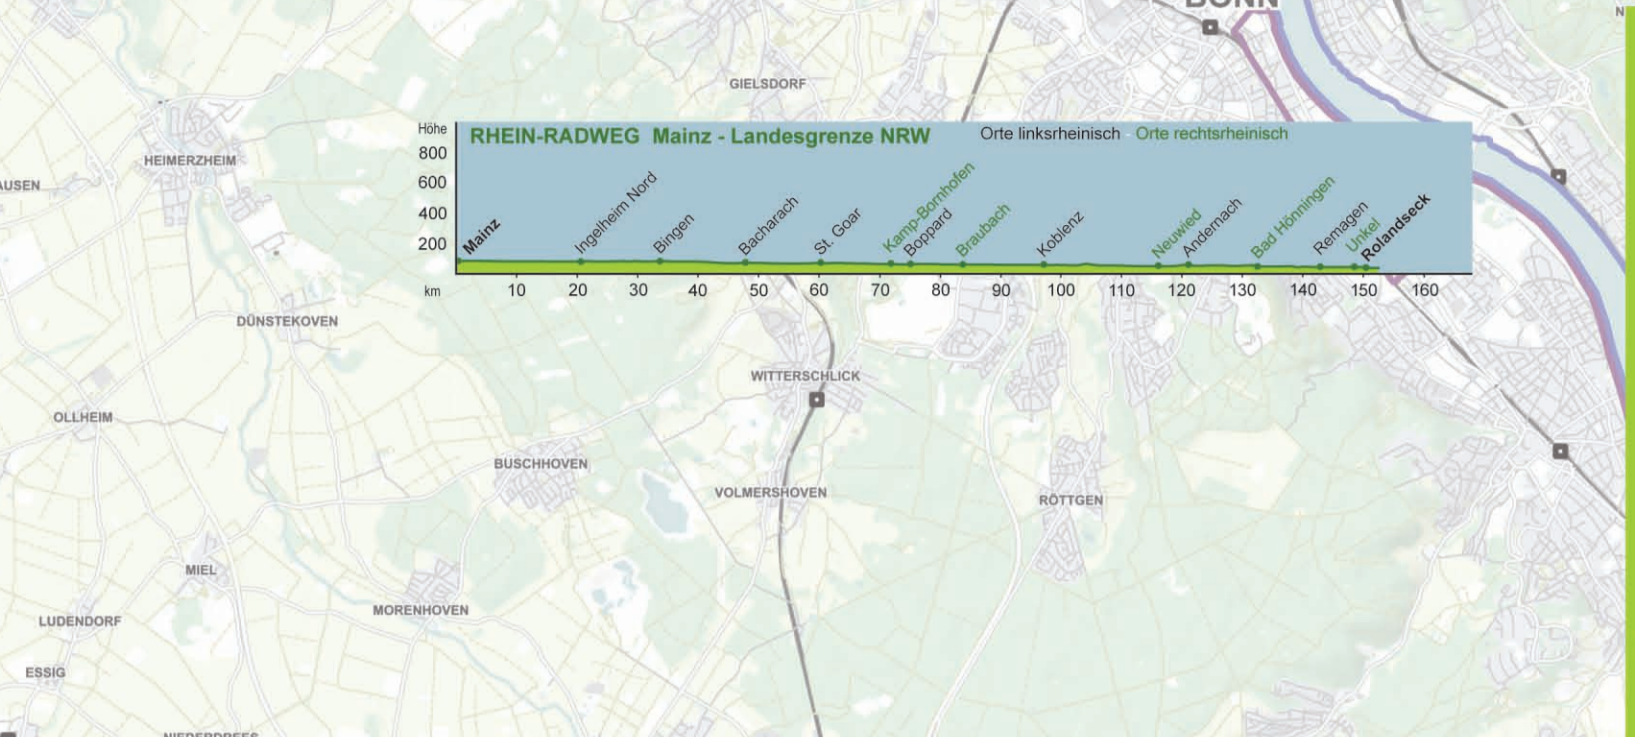 BONN
N
GIELSDORF
HEIMERZHEIM
AUSEN
Höhe
RHEIN-RADWEG Mainz - Landesgrenze NRW
Orte linksrheinisch - Orte rechtsrheinisch
800
600
400
200
Mainz
Ingelheim Nord
Bingen
Bacharach
St. Goar
Kamp-Bornhofen
Boppard
Braubach
Koblenz
Neuwied
Andernach
Bad Hönningen
Remagen
Unkel
Rolandseck
km 10 20 30 40 50 60 70 80 90 100 110 120 130 140 150 160
DÜNSTEKOVEN
WITTERSCHLICK
OLLHEIM
BUSCHHOVEN
VOLMERSHOVEN
RÖTTGEN
MIEL
MORENHOVEN
LUDENDORF
ESSIG
NIEDERDREES